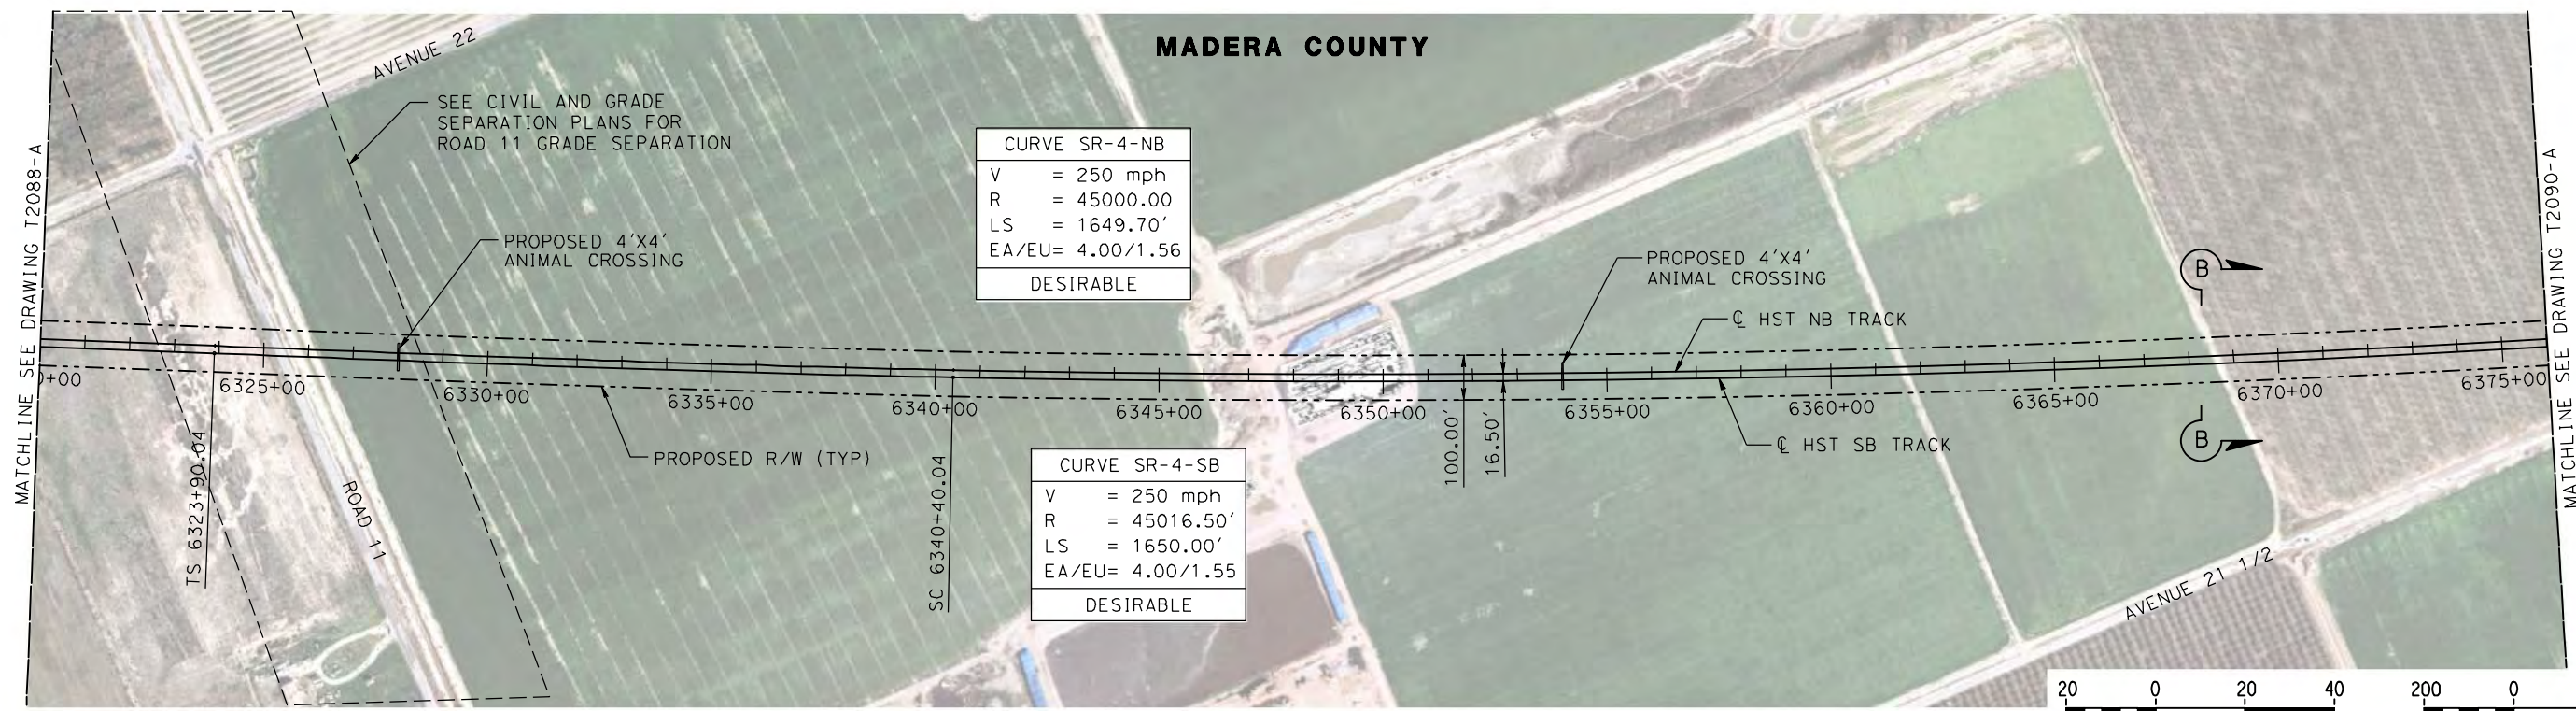 MADERA COUNTY
AVENUE 22
SEE CIVIL AND GRADE
SEPARATION PLANS FOR
ROAD 11 GRADE SEPARATION
CURVE SR-4-NB
V = 250 mph
R = 45000.00
LS = 1649.70'
EA/EU= 4.00/1.56
DESIRABLE
MATCHLINE SEE DRAWING T2088-A
MATCHLINE SEE DRAWING T2090-A
PROPOSED 4'X4'
ANIMAL CROSSING
PROPOSED 4'X4'
ANIMAL CROSSING
B
℄ HST NB TRACK
0+00
6325+00
6330+00
6335+00
6340+00
6345+00
6350+00
6355+00
6360+00
6365+00
6370+00
6375+00
100.00'
16.50'
℄ HST SB TRACK
B
PROPOSED R/W (TYP)
TS 6323+90.04
SC 6340+40.04
ROAD 11
CURVE SR-4-SB
V = 250 mph
R = 45016.50'
LS = 1650.00'
EA/EU= 4.00/1.55
DESIRABLE
AVENUE 21 1/2
20 0 20 40 200 0